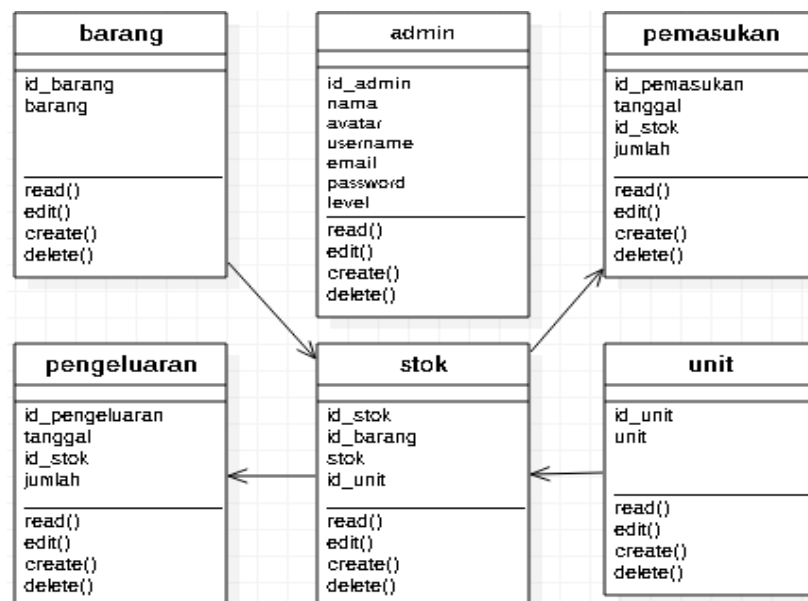 barang
id_barang
barang
read()
edit()
create()
delete()
admin
id_admin
nama
avatar
username
email
password
level
read()
edit()
create()
delete()
pemasukan
id_pemasukan
tanggal
id_stok
jumlah
read()
edit()
create()
delete()
pengeluaran
id_pengeluaran
tanggal
id_stok
jumlah
read()
edit()
create()
delete()
stok
id_stok
id_barang
stok
id_unit
read()
edit()
create()
delete()
unit
id_unit
unit
read()
edit()
create()
delete()